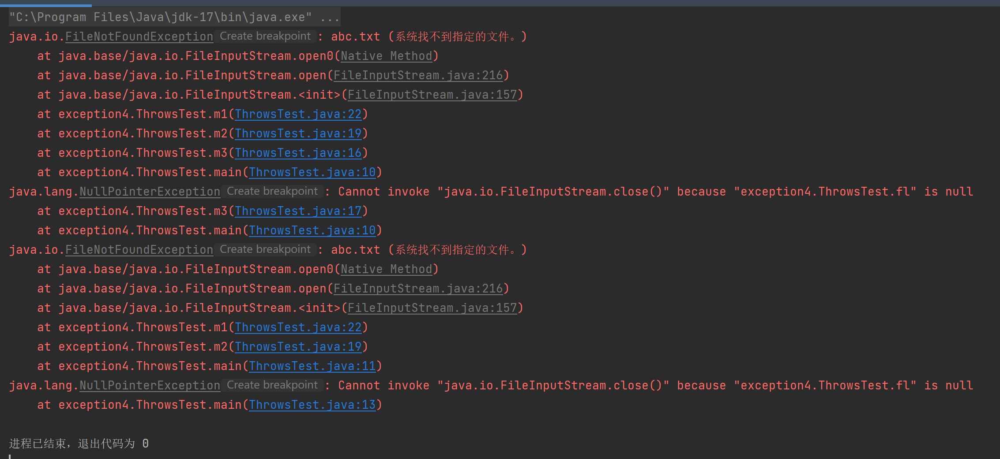 "C:\Program Files\Java\jdk-17\bin\java.exe" ...
java.io.FileNotFoundException Create breakpoint : abc.txt (系统找不到指定的文件。)
    at java.base/java.io.FileInputStream.open0(Native Method)
    at java.base/java.io.FileInputStream.open(FileInputStream.java:216)
    at java.base/java.io.FileInputStream.<init>(FileInputStream.java:157)
    at exception4.ThrowsTest.m1(ThrowsTest.java:22)
    at exception4.ThrowsTest.m2(ThrowsTest.java:19)
    at exception4.ThrowsTest.m3(ThrowsTest.java:16)
    at exception4.ThrowsTest.main(ThrowsTest.java:10)
java.lang.NullPointerException Create breakpoint : Cannot invoke "java.io.FileInputStream.close()" because "exception4.ThrowsTest.fl" is null
    at exception4.ThrowsTest.m3(ThrowsTest.java:17)
    at exception4.ThrowsTest.main(ThrowsTest.java:10)
java.io.FileNotFoundException Create breakpoint : abc.txt (系统找不到指定的文件。)
    at java.base/java.io.FileInputStream.open0(Native Method)
    at java.base/java.io.FileInputStream.open(FileInputStream.java:216)
    at java.base/java.io.FileInputStream.<init>(FileInputStream.java:157)
    at exception4.ThrowsTest.m1(ThrowsTest.java:22)
    at exception4.ThrowsTest.m2(ThrowsTest.java:19)
    at exception4.ThrowsTest.main(ThrowsTest.java:11)
java.lang.NullPointerException Create breakpoint : Cannot invoke "java.io.FileInputStream.close()" because "exception4.ThrowsTest.fl" is null
    at exception4.ThrowsTest.main(ThrowsTest.java:13)
进程已结束，退出代码为 0